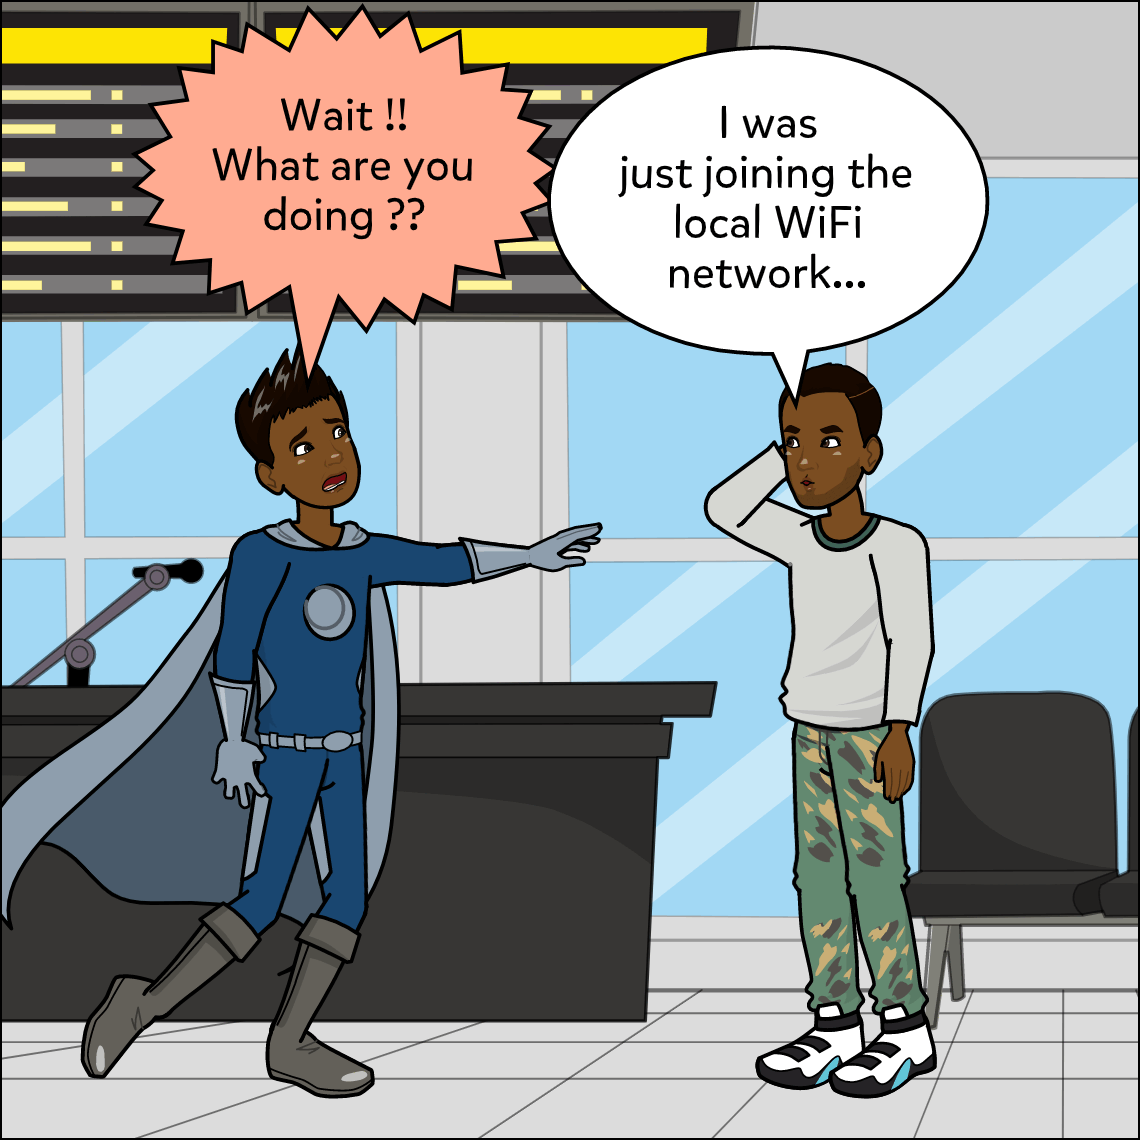 Wait !!
What are you
doing ??
I was
just joining the
local WiFi
network...